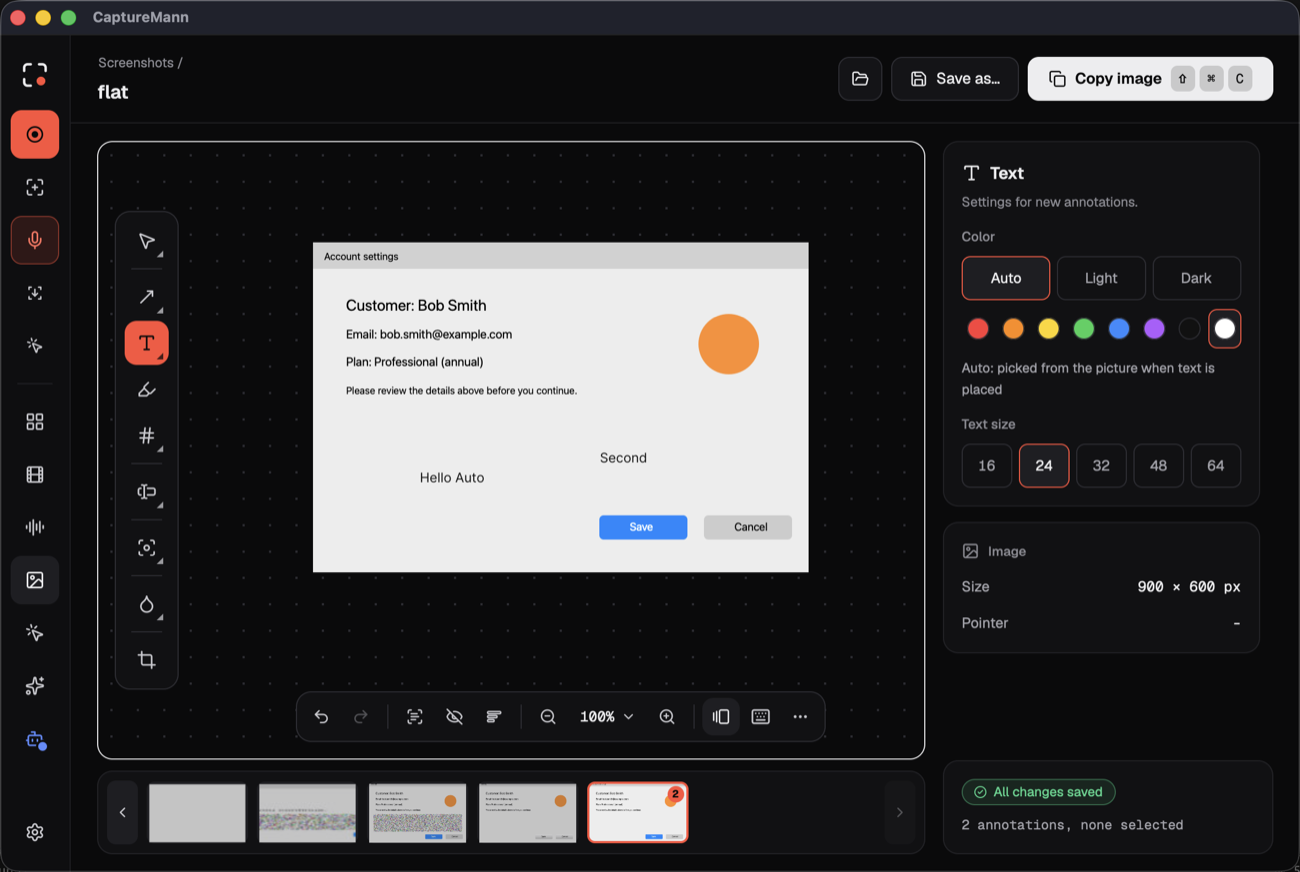 CaptureMann
Screenshots /
flat
Save as...
Copy image ⇧ ⌘ C
Account settings
Customer: Bob Smith
Email: bob.smith@example.com
Plan: Professional (annual)
Please review the details above before you continue.
Second
Hello Auto
Save
Cancel
100%
2
Text
Settings for new annotations.
Color
Auto
Light
Dark
Auto: picked from the picture when text is
placed
Text size
16
24
32
48
64
Image
Size 900 × 600 px
Pointer –
All changes saved
2 annotations, none selected